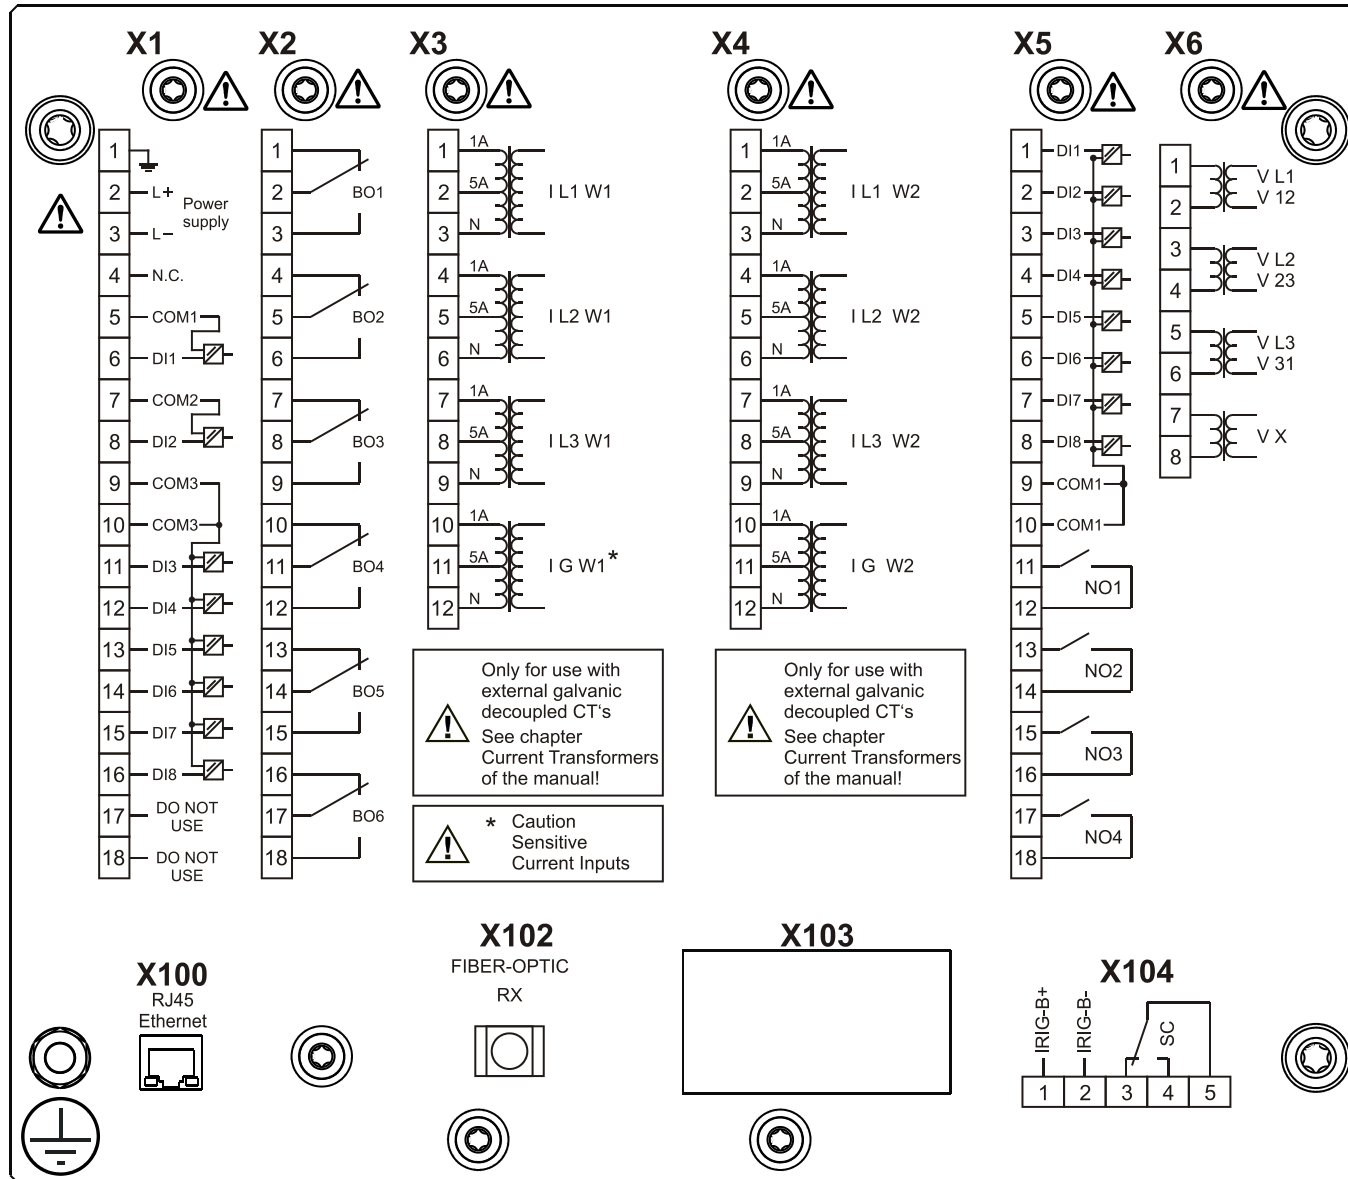 X1
1
2 L+ Power
3 L− supply
4 N.C.
5 COM1
6 DI1
7 COM2
8 DI2
9 COM3
10 COM3
11 DI3
12 DI4
13 DI5
14 DI6
15 DI7
16 DI8
17 DO NOT
USE
18 DO NOT
USE
X2
1
2 BO1
3
4
5 BO2
6
7
8 BO3
9
10
11 BO4
12
13
14 BO5
15
16
17 BO6
18
X3
1 1A
2 5A I L1 W1
3 N
4 1A
5 5A I L2 W1
6 N
7 1A
8 5A I L3 W1
9 N
10 1A
11 5A I G W1*
12 N
Only for use with
external galvanic
decoupled CT‘s
See chapter
Current Transformers
of the manual!
* Caution
Sensitive
Current Inputs
X4
1 1A
2 5A I L1 W2
3 N
4 1A
5 5A I L2 W2
6 N
7 1A
8 5A I L3 W2
9 N
10 1A
11 5A I G W2
12 N
Only for use with
external galvanic
decoupled CT‘s
See chapter
Current Transformers
of the manual!
X5
1 DI1
2 DI2
3 DI3
4 DI4
5 DI5
6 DI6
7 DI7
8 DI8
9 COM1
10 COM1
11
NO1
12
13
NO2
14
15
NO3
16
17
NO4
18
X6
1 V L1
2 V 12
3 V L2
4 V 23
5 V L3
6 V 31
7
V X
8
X100
RJ45
Ethernet
X102
FIBER-OPTIC
RX
X103
X104
IRIG-B+
IRIG-B-
SC
1 2 3 4 5